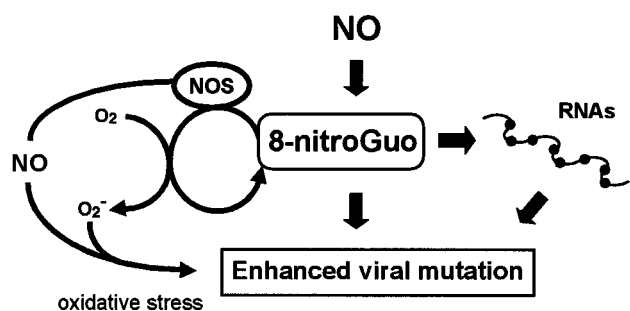 NO
NOS
O2
8-nitroGuo
RNAs
NO
O2-
Enhanced viral mutation
oxidative stress